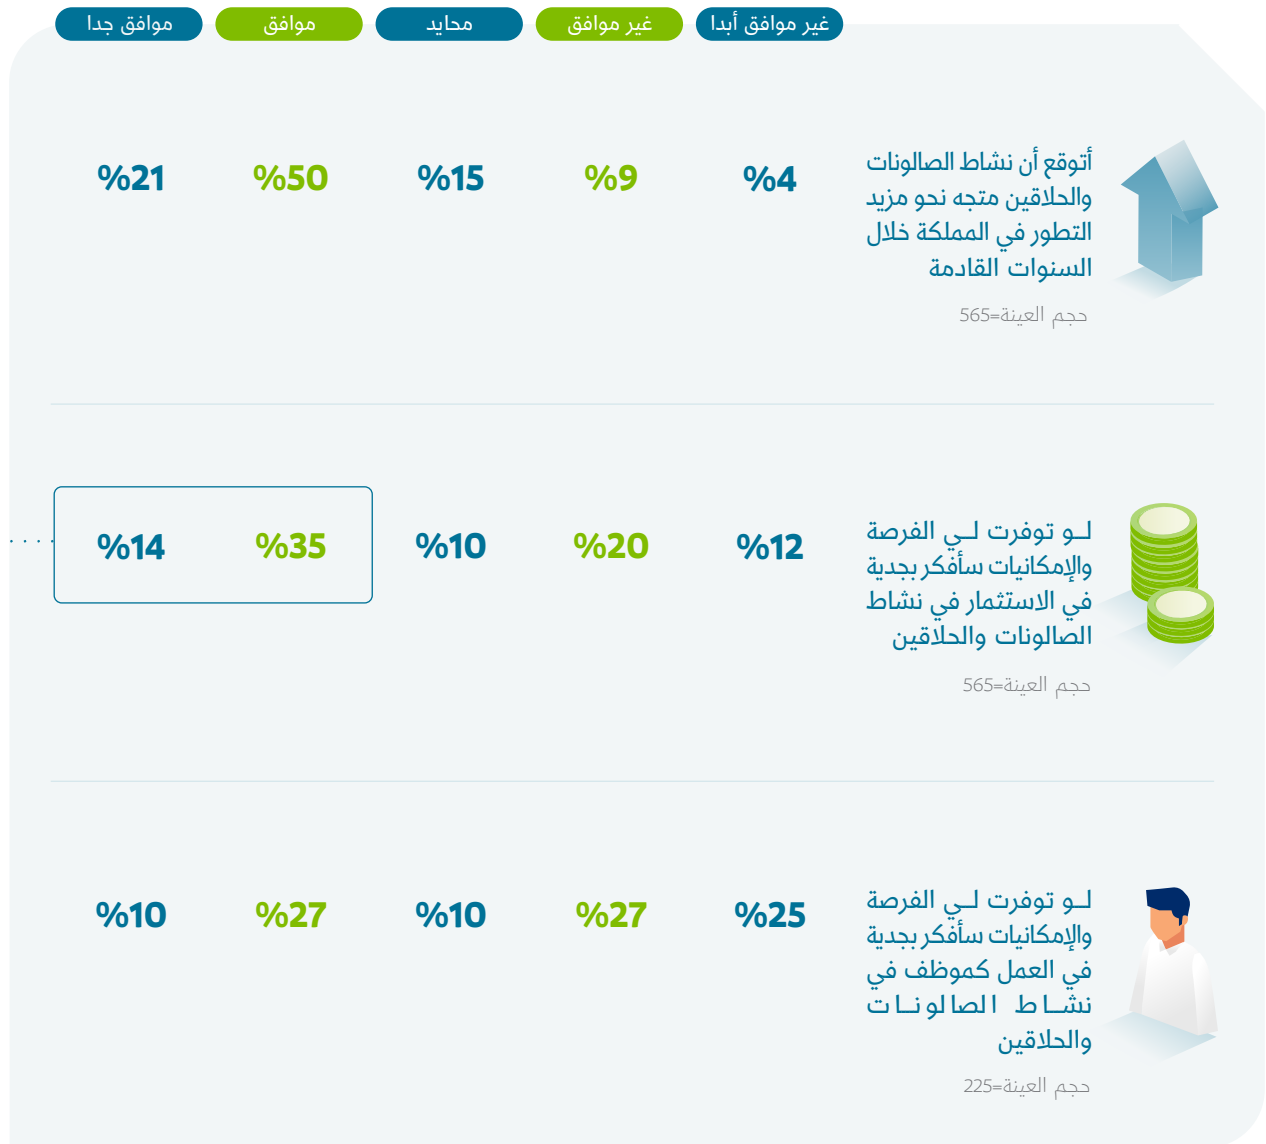 غير موافق أبدا
غير موافق
محايد
موافق
موافق جدا
أتوقع أن نشاط الصالونات
والحلاقين متجه نحو مزيد
التطور في المملكة خلال
السنوات القادمة
حجم العينة=565
%4
%9
%15
%50
%21
لـو توفرت لـي الفرصة
والإمكانيات سأفكر بجدية
في الاستثمار في نشاط
الصالونات والحلاقين
حجم العينة=565
%12
%20
%10
%35
%14
لـو توفرت لـي الفرصة
والإمكانيات سأفكر بجدية
في العمل كموظف في
نشـاط الصالونـات
والحلاقين
حجم العينة=225
%25
%27
%10
%27
%10